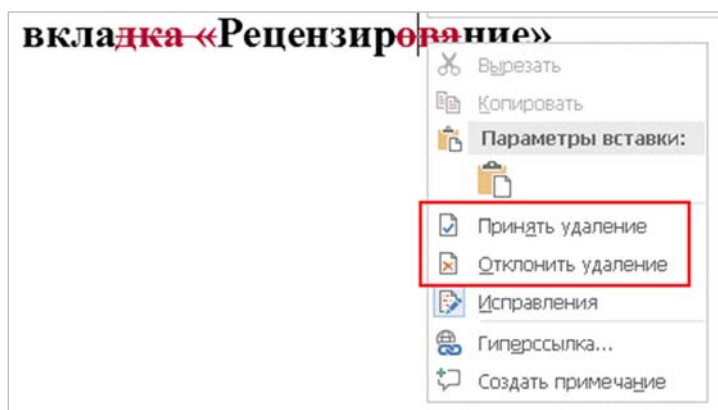 вкладка «Рецензирование»
Вырезать
Копировать
Параметры вставки:
Принять удаление
Отклонить удаление
Исправления
Гиперссылка...
Создать примечание